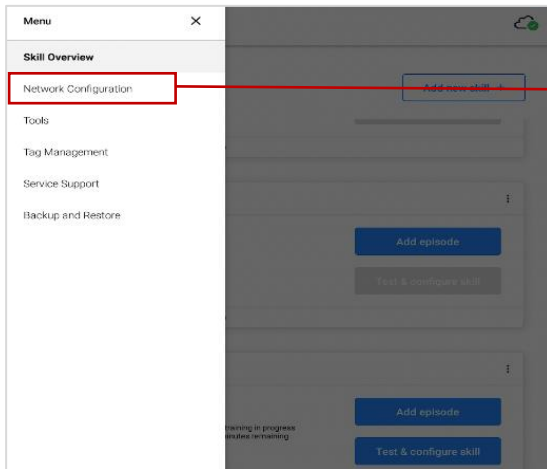 Menu
Skill Overview
Network Configuration
Add new skill +
Tools
Tag Management
Service Support
Backup and Restore
Add episode
Test & configure skill
training in progress
minutes remaining
Add episode
Test & configure skill